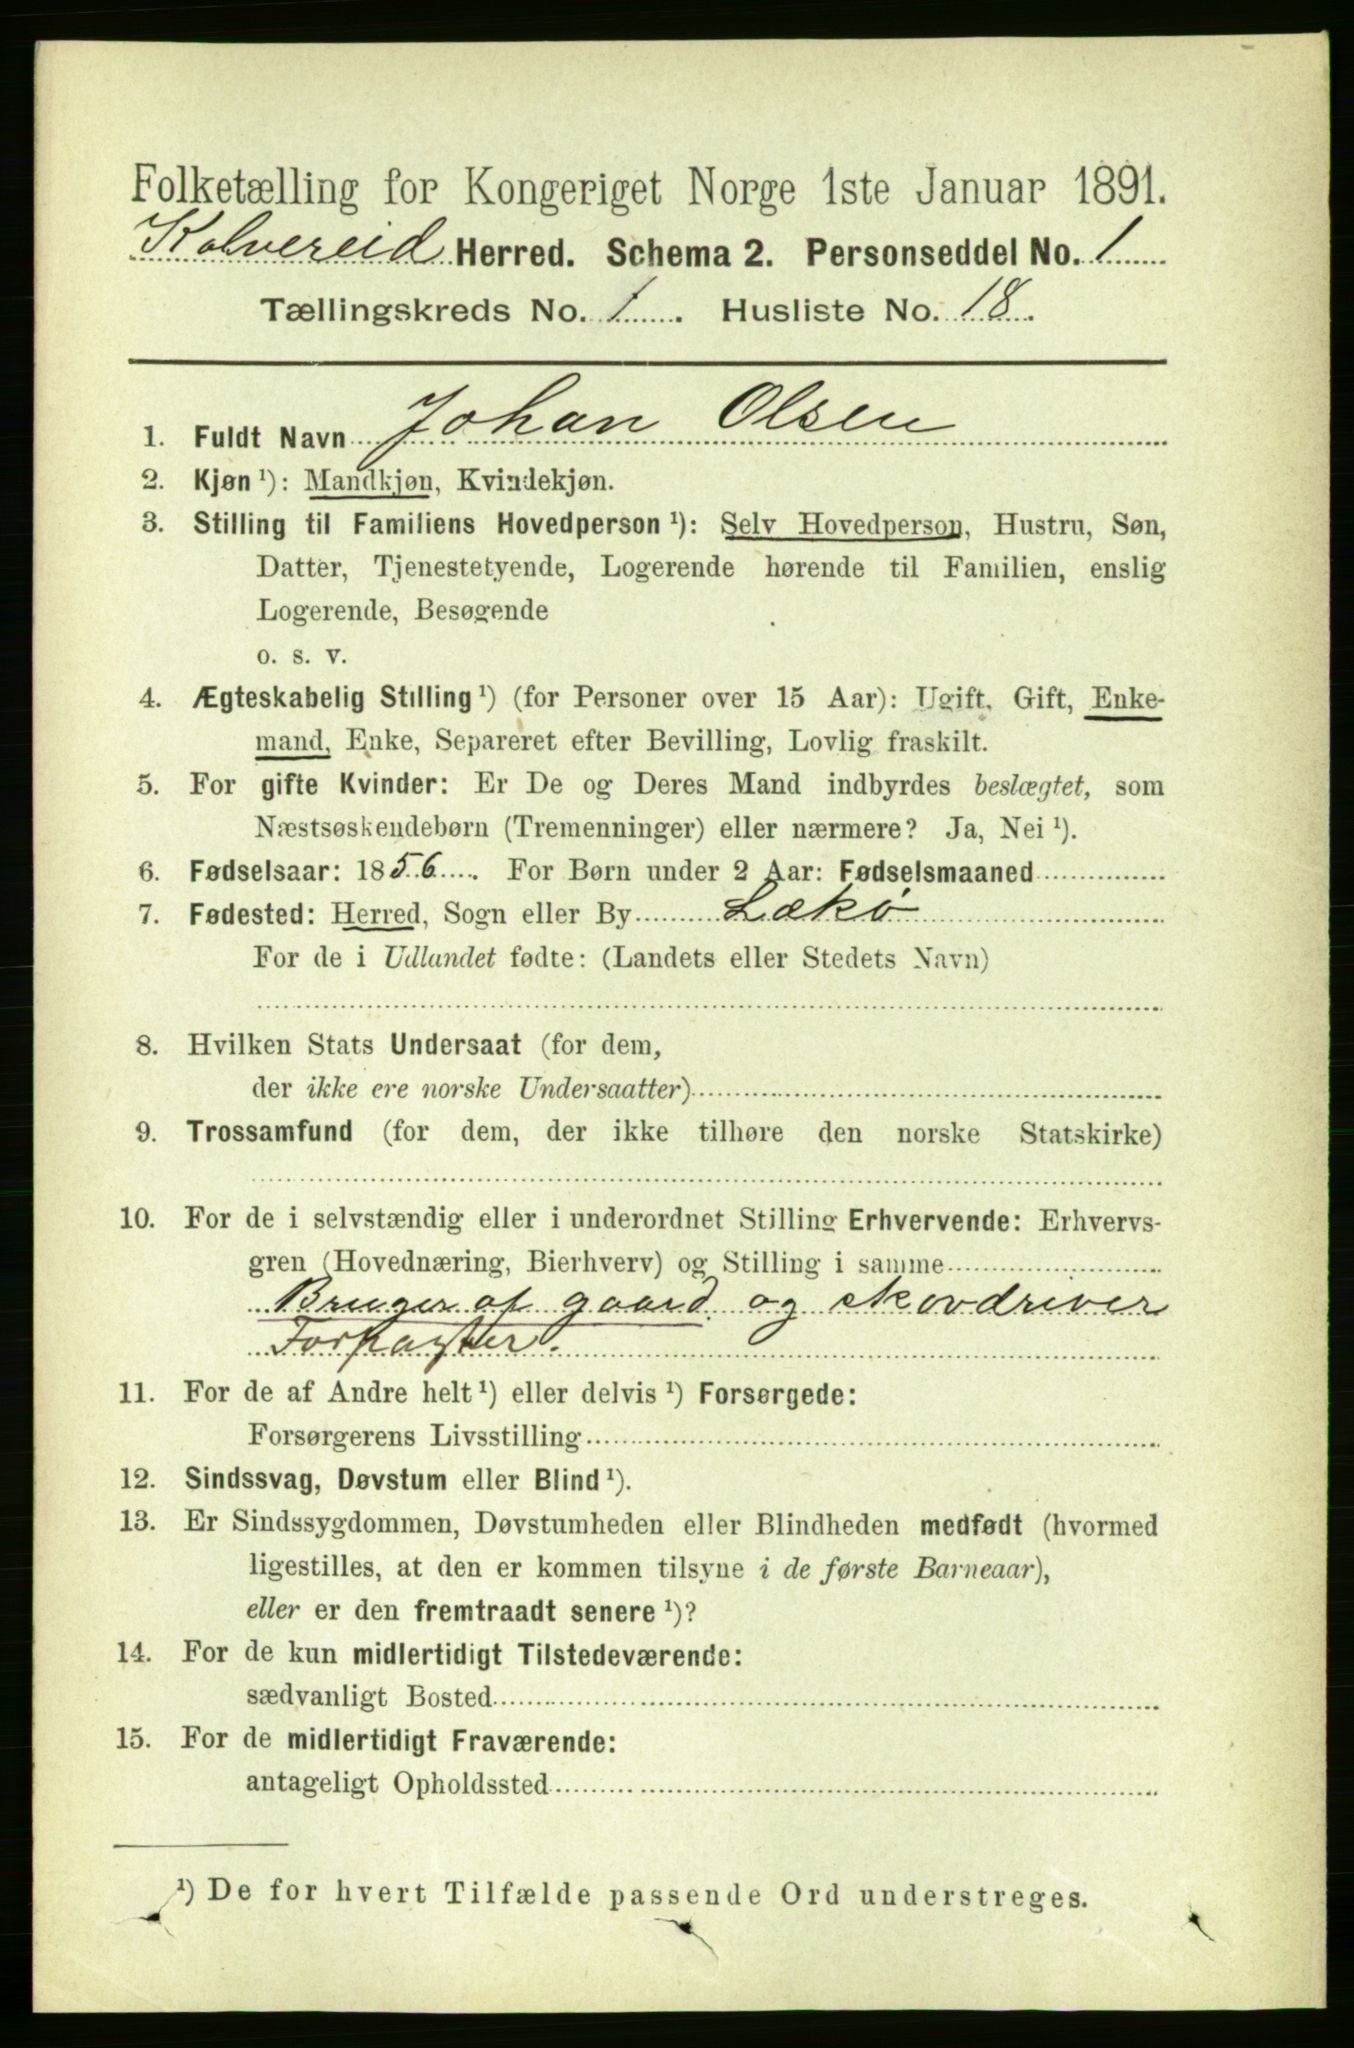 Folketælling for Kongeriget Norge 1ste Januar 1891.
Kolvereid Herred. Schema 2. Personseddel No. 1
Tællingskreds No. 1. Husliste No. 18.
1. Fuldt Navn Johan Olsen
2. Kjøn ¹): Mandkjøn, Kvindekjøn.
3. Stilling til Familiens Hovedperson ¹): Selv Hovedperson, Hustru, Søn,
Datter, Tjenestetyende, Logerende hørende til Familien, enslig
Logerende, Besøgende
o. s. v.
4. Ægteskabelig Stilling ¹) (for Personer over 15 Aar): Ugift, Gift, Enke-
mand, Enke, Separeret efter Bevilling, Lovlig fraskilt.
5. For gifte Kvinder: Er De og Deres Mand indbyrdes beslægtet, som
Næstsøskendebørn (Tremenninger) eller nærmere? Ja, Nei ¹).
6. Fødselsaar: 1856. For Børn under 2 Aar: Fødselsmaaned
7. Fødested: Herred, Sogn eller By Lækø
For de i Udlandet fødte: (Landets eller Stedets Navn)
8. Hvilken Stats Undersaat (for dem,
der ikke ere norske Undersaatter)
9. Trossamfund (for dem, der ikke tilhøre den norske Statskirke)
10. For de i selvstændig eller i underordnet Stilling Erhvervende: Erhvervs-
gren (Hovednæring, Bierhverv) og Stilling i samme
Bruger af gaard og skovdriver
Forpagter.
11. For de af Andre helt ¹) eller delvis ¹) Forsørgede:
Forsørgerens Livsstilling
12. Sindssvag, Døvstum eller Blind ¹).
13. Er Sindssygdommen, Døvstumheden eller Blindheden medfødt (hvormed
ligestilles, at den er kommen tilsyne i de første Barneaar),
eller er den fremtraadt senere ¹)?
14. For de kun midlertidigt Tilstedeværende:
sædvanligt Bosted
15. For de midlertidigt Fraværende:
antageligt Opholdssted
¹) De for hvert Tilfælde passende Ord understreges.